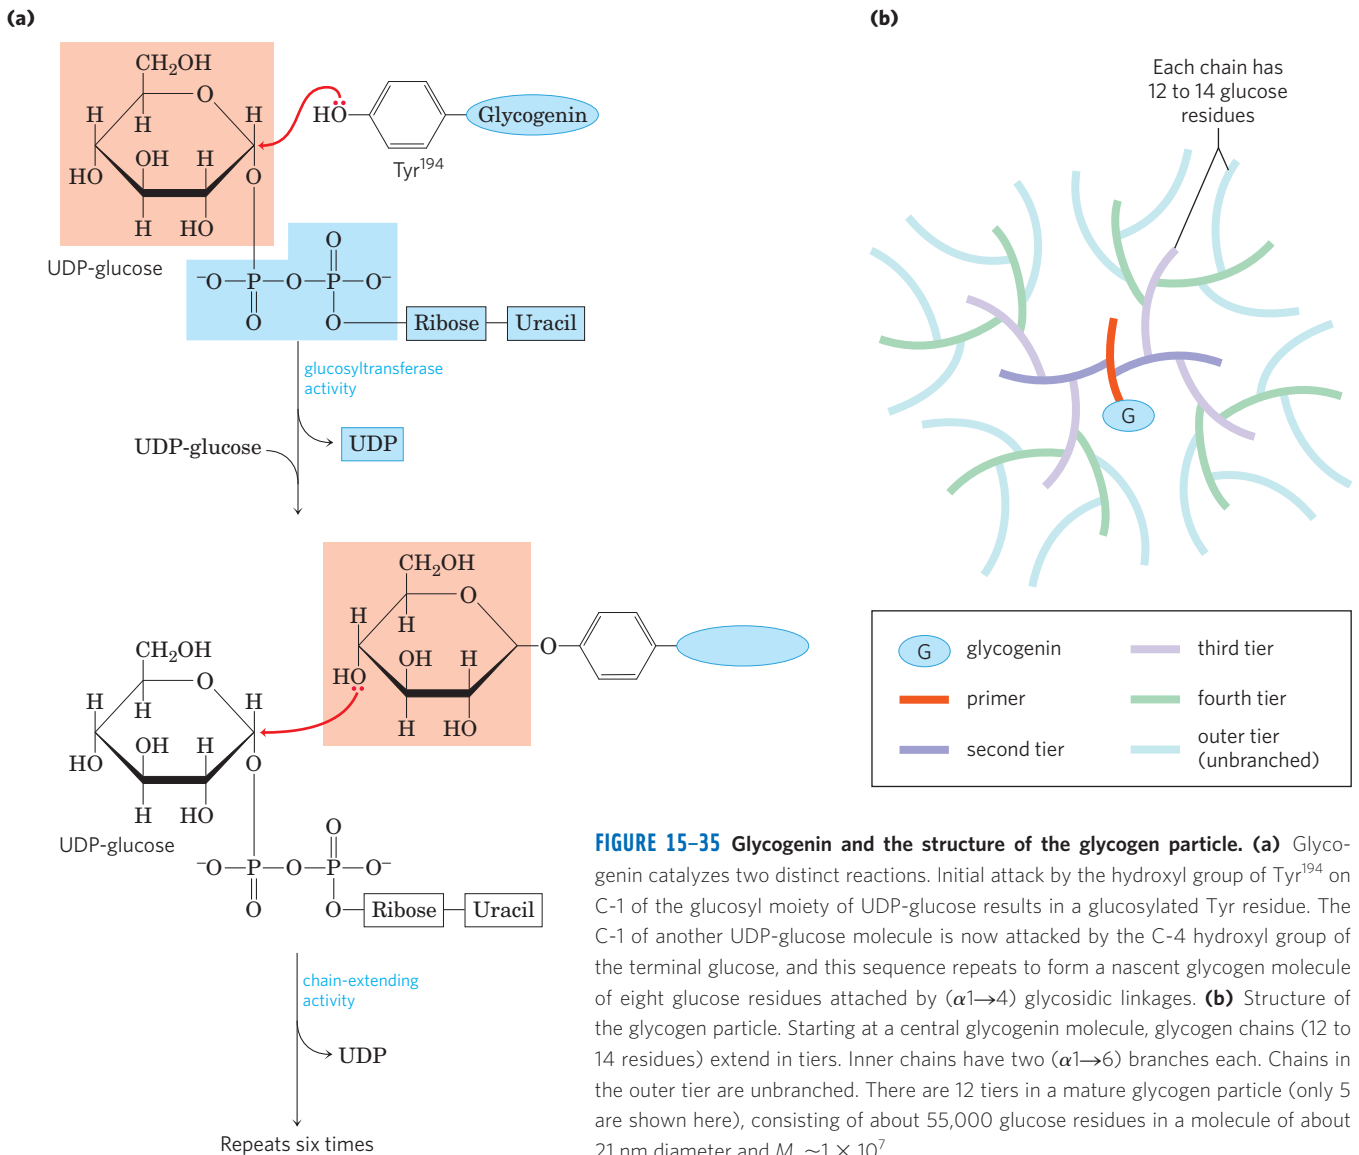 (a)
CH₂OH
O
H
H
H
OH
H
HO
O
H
HO
UDP-glucose
HO
Tyr¹⁹⁴
Glycogenin
O
⁻O—P—O—P—O⁻
O
O
Ribose
Uracil
glucosyltransferase
activity
UDP-glucose
UDP
CH₂OH
O
H
H
OH
H
HO
H
HO
O
CH₂OH
O
H
H
H
OH
H
HO
O
H
HO
UDP-glucose
O
⁻O—P—O—P—O⁻
O
O
Ribose
Uracil
chain-extending
activity
UDP
Repeats six times
(b)
Each chain has
12 to 14 glucose
residues
G
G
glycogenin
primer
second tier
third tier
fourth tier
outer tier
(unbranched)
FIGURE 15–35 Glycogenin and the structure of the glycogen particle. (a) Glyco-
genin catalyzes two distinct reactions. Initial attack by the hydroxyl group of Tyr¹⁹⁴ on
C-1 of the glucosyl moiety of UDP-glucose results in a glucosylated Tyr residue. The
C-1 of another UDP-glucose molecule is now attacked by the C-4 hydroxyl group of
the terminal glucose, and this sequence repeats to form a nascent glycogen molecule
of eight glucose residues attached by (α1→4) glycosidic linkages. (b) Structure of
the glycogen particle. Starting at a central glycogenin molecule, glycogen chains (12 to
14 residues) extend in tiers. Inner chains have two (α1→6) branches each. Chains in
the outer tier are unbranched. There are 12 tiers in a mature glycogen particle (only 5
are shown here), consisting of about 55,000 glucose residues in a molecule of about
21 nm diameter and M ~1 × 10⁷